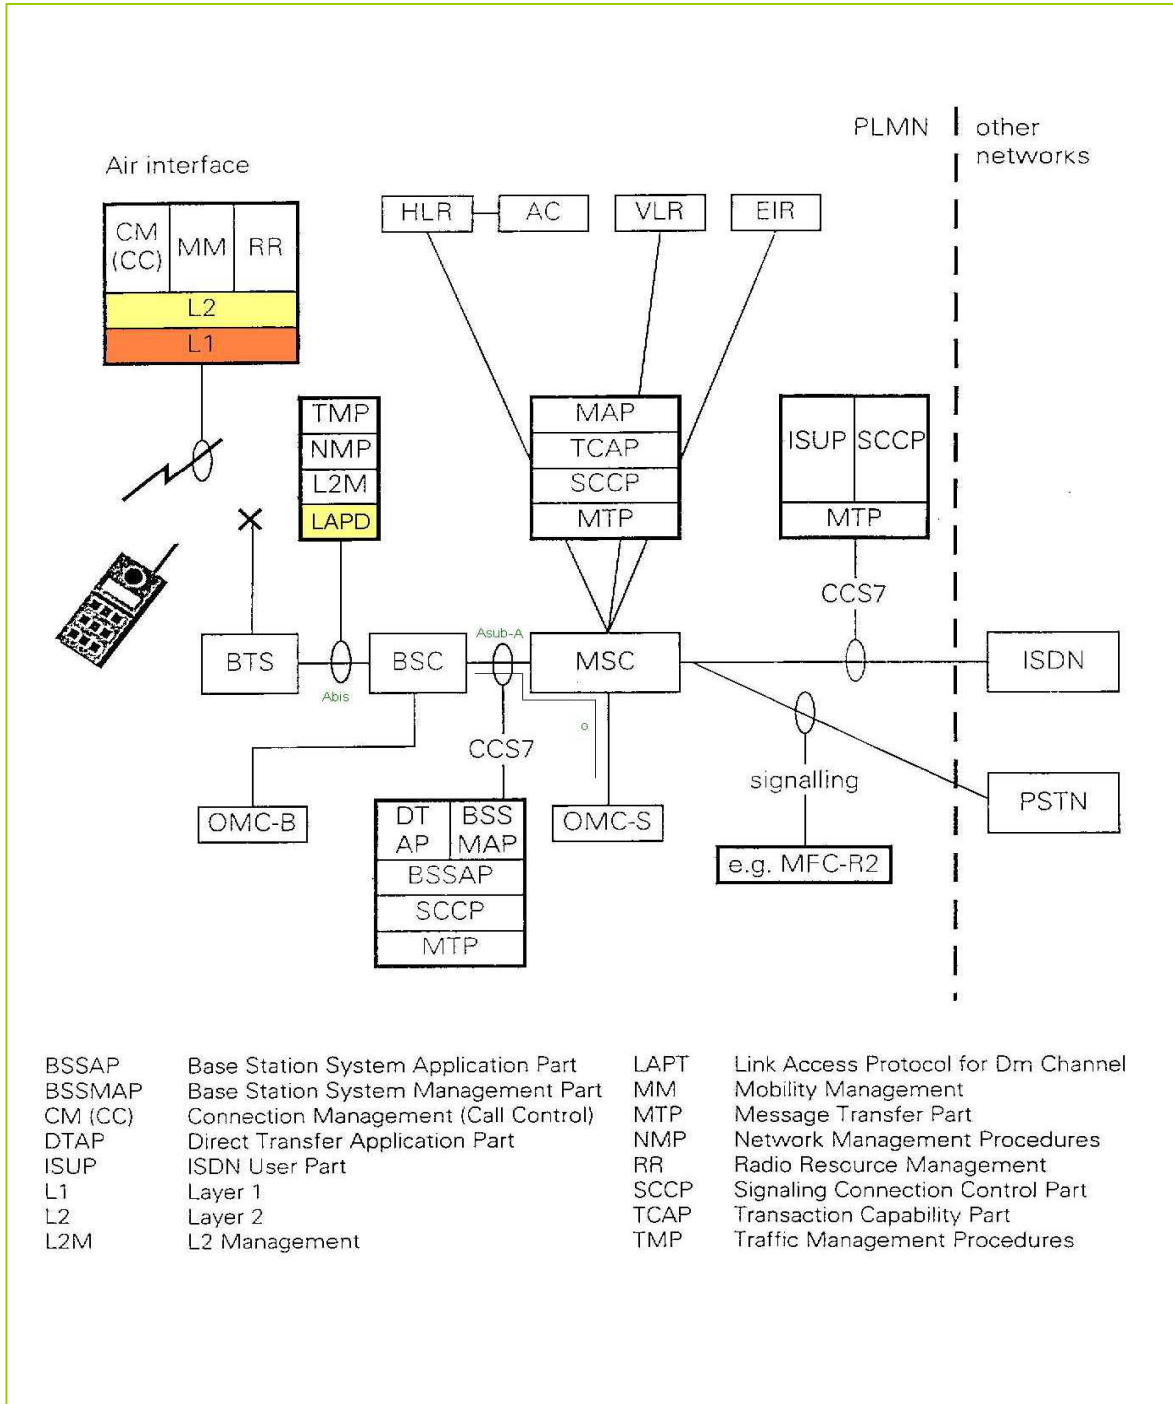 PLMN
other
networks
Air interface
HLR
AC
VLR
EIR
CM
(CC)
MM
RR
L2
L1
TMP
NMP
L2M
LAPD
MAP
TCAP
SCCP
MTP
ISUP
SCCP
MTP
CCS7
BTS
Abis
BSC
Asub-A
MSC
ISDN
o
CCS7
signalling
PSTN
OMC-B
OMC-S
DT
AP
BSS
MAP
BSSAP
SCCP
MTP
e.g. MFC-R2
BSSAP Base Station System Application Part
BSSMAP Base Station System Management Part
CM (CC) Connection Management (Call Control)
DTAP Direct Transfer Application Part
ISUP ISDN User Part
L1 Layer 1
L2 Layer 2
L2M L2 Management
LAPT Link Access Protocol for Dm Channel
MM Mobility Management
MTP Message Transfer Part
NMP Network Management Procedures
RR Radio Resource Management
SCCP Signaling Connection Control Part
TCAP Transaction Capability Part
TMP Traffic Management Procedures